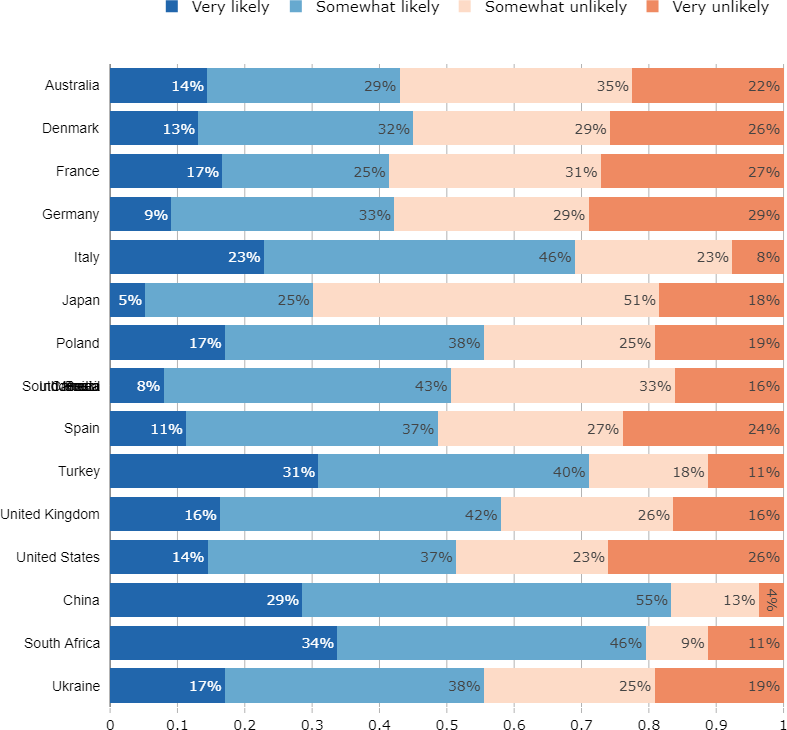 Very likely Somewhat likely Somewhat unlikely Very unlikely
Australia 14% 29% 35% 22%
Denmark 13% 32% 29% 26%
France 17% 25% 31% 27%
Germany 9% 33% 29% 29%
Italy 23% 46% 23% 8%
Japan 5% 25% 51% 18%
Poland 17% 38% 25% 19%
8% 43% 33% 16%
Spain 11% 37% 27% 24%
Turkey 31% 40% 18% 11%
United Kingdom 16% 42% 26% 16%
United States 14% 37% 23% 26%
China 29% 55% 13% 4%
South Africa 34% 46% 9% 11%
Ukraine 17% 38% 25% 19%
0 0.1 0.2 0.3 0.4 0.5 0.6 0.7 0.8 0.9 1